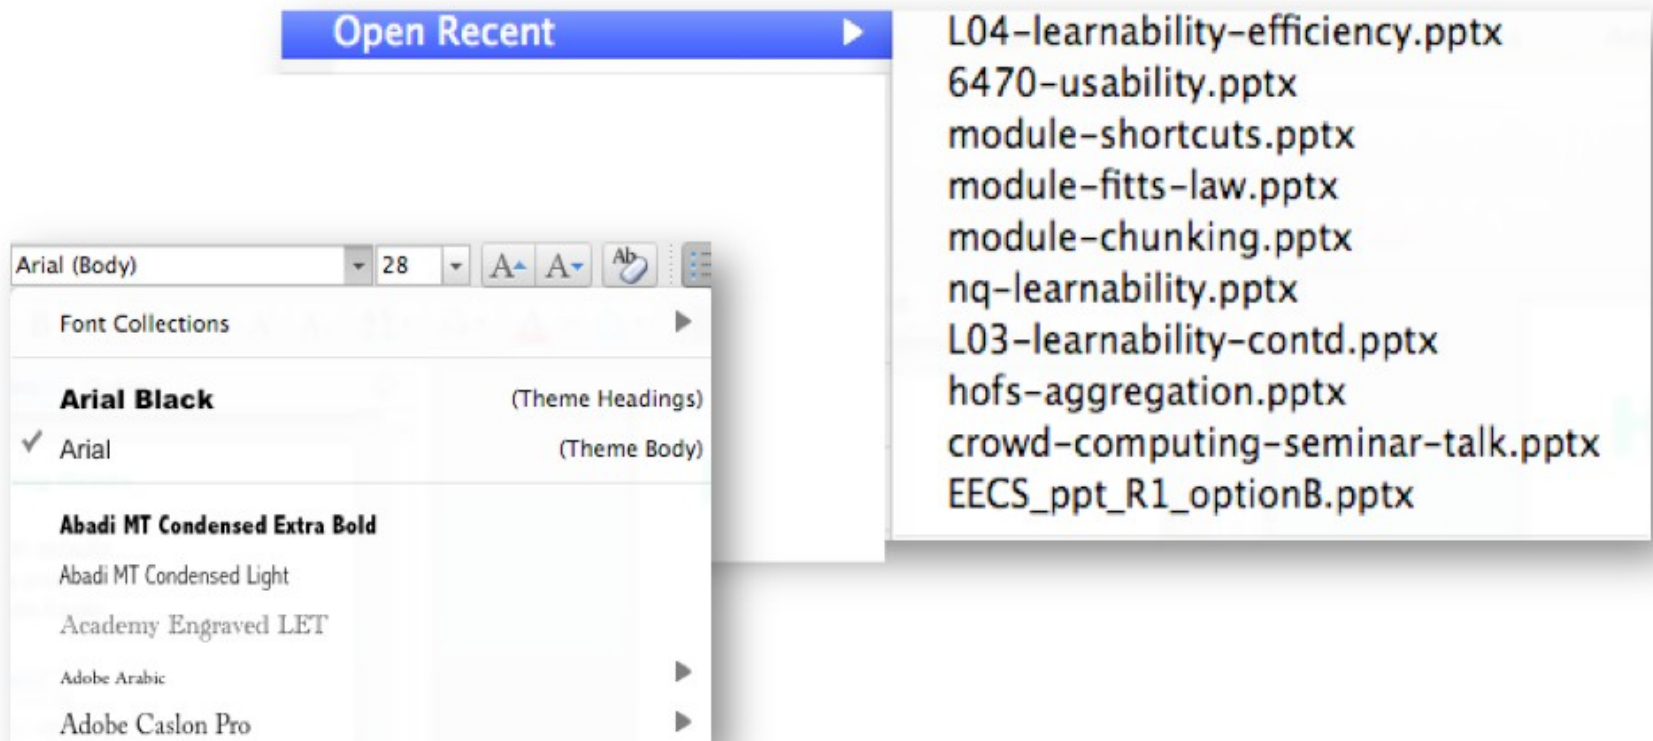 Open Recent
L04-learnability-efficiency.pptx
6470-usability.pptx
module-shortcuts.pptx
module-fitts-law.pptx
module-chunking.pptx
nq-learnability.pptx
L03-learnability-contd.pptx
hofs-aggregation.pptx
crowd-computing-seminar-talk.pptx
EECS_ppt_R1_optionB.pptx
Arial (Body) 28 A A Ab
Font Collections
Arial Black (Theme Headings)
Arial (Theme Body)
Abadi MT Condensed Extra Bold
Abadi MT Condensed Light
Academy Engraved LET
Adobe Arabic
Adobe Caslon Pro